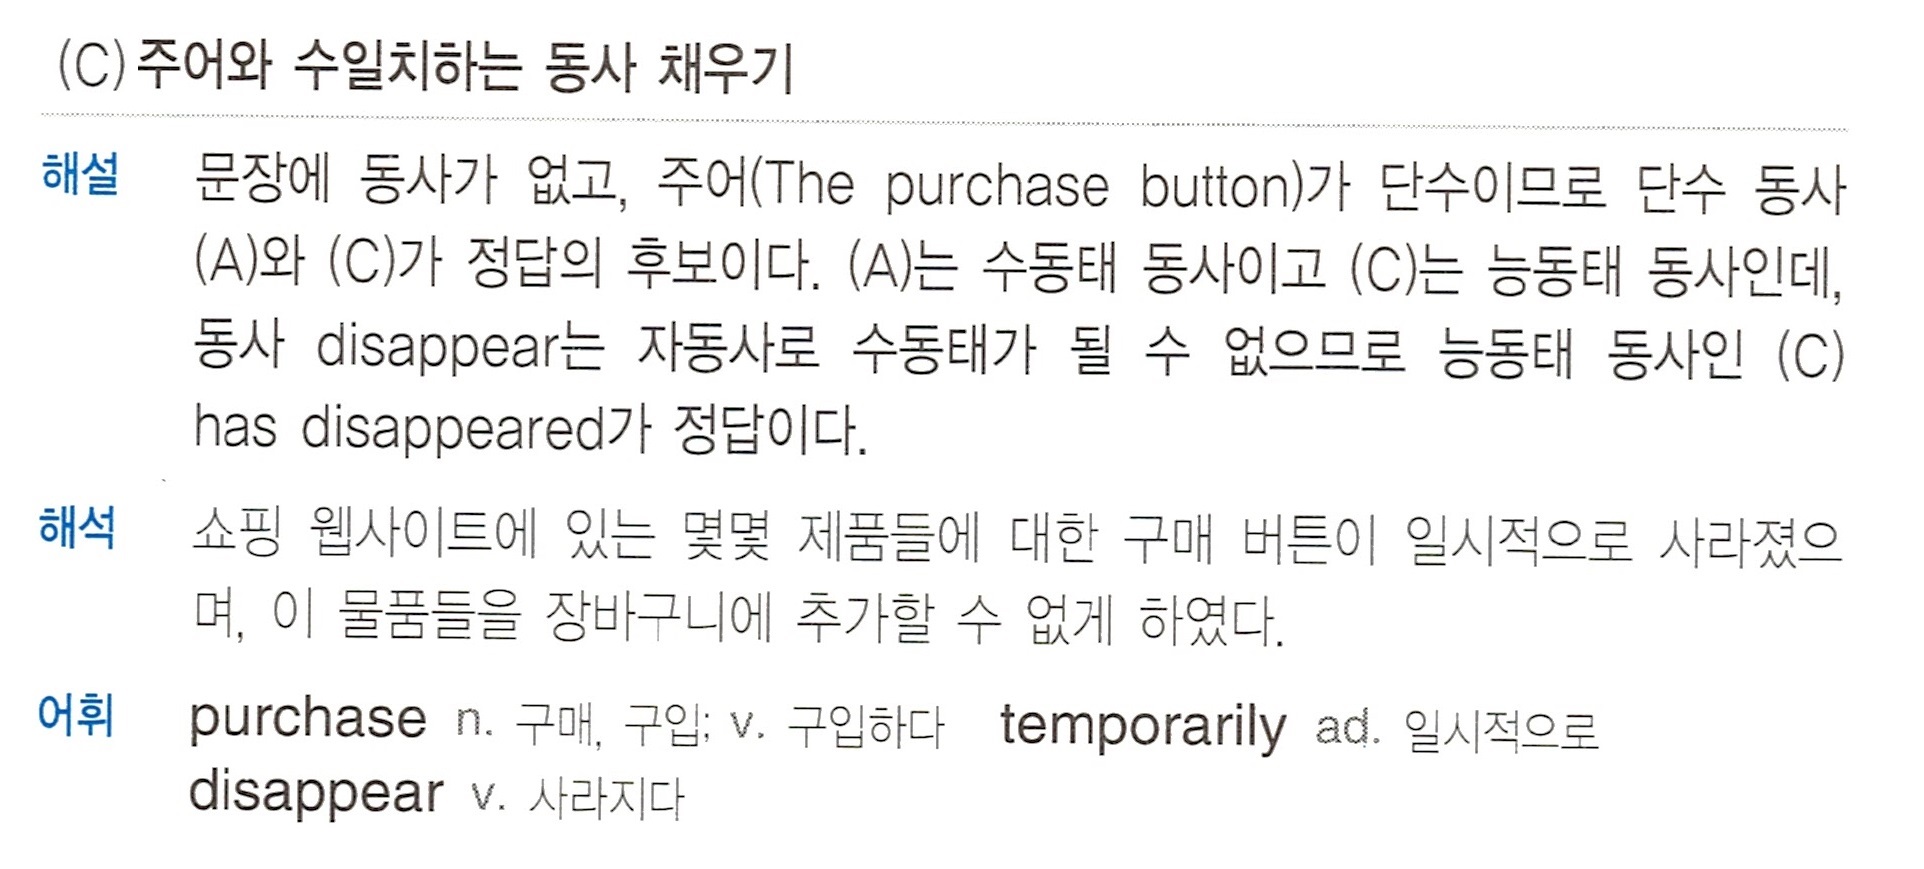 (C) 주어와 수일치하는 동사 채우기
해설 문장에 동사가 없고, 주어(The purchase button)가 단수이므로 단수 동사
(A)와 (C)가 정답의 후보이다. (A)는 수동태 동사이고 (C)는 능동태 동사인데,
동사 disappear는 자동사로 수동태가 될 수 없으므로 능동태 동사인 (C)
has disappeared가 정답이다.
해석 쇼핑 웹사이트에 있는 몇몇 제품들에 대한 구매 버튼이 일시적으로 사라졌으
며, 이 물품들을 장바구니에 추가할 수 없게 하였다.
어휘 purchase n. 구매, 구입; v. 구입하다 temporarily ad. 일시적으로
disappear v. 사라지다